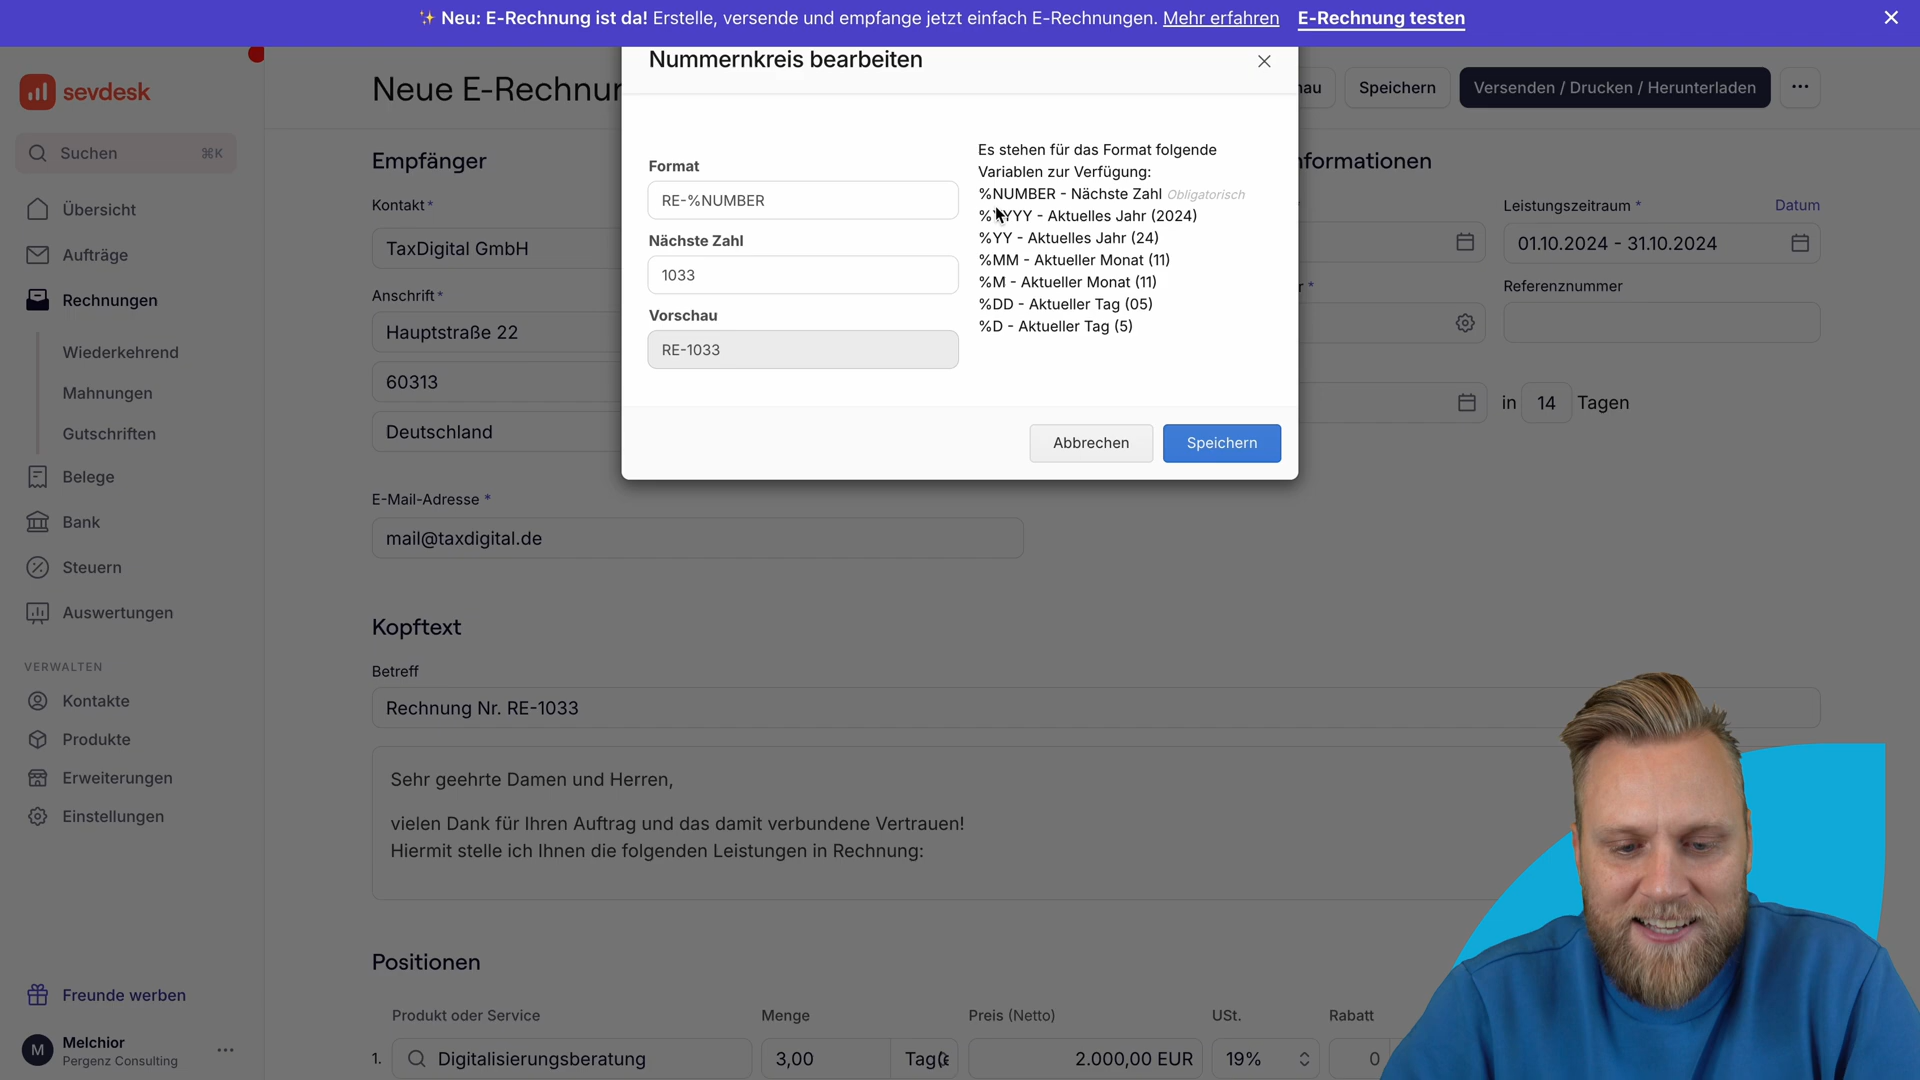 ✨ Neu: E-Rechnung ist da! Erstelle, versende und empfange jetzt einfach E-Rechnungen. Mehr erfahren E-Rechnung testen
sevdesk
Suchen ⌘K
Übersicht
Aufträge
Rechnungen
Wiederkehrend
Mahnungen
Gutschriften
Belege
Bank
Steuern
Auswertungen
VERWALTEN
Kontakte
Produkte
Erweiterungen
Einstellungen
Freunde werben
M
Melchior
Pergenz Consulting
Neue E-Rechnur
Speichern
Versenden / Drucken / Herunterladen
Empfänger
Kontakt*
TaxDigital GmbH
Anschrift*
Hauptstraße 22
60313
Deutschland
E-Mail-Adresse *
mail@taxdigital.de
nformationen
Leistungszeitraum * Datum
01.10.2024 - 31.10.2024
Referenznummer
in 14 Tagen
Nummernkreis bearbeiten
Format
RE-%NUMBER
Nächste Zahl
1033
Vorschau
RE-1033
Es stehen für das Format folgende
Variablen zur Verfügung:
%NUMBER - Nächste Zahl Obligatorisch
%YYYY - Aktuelles Jahr (2024)
%YY - Aktuelles Jahr (24)
%MM - Aktueller Monat (11)
%M - Aktueller Monat (11)
%DD - Aktueller Tag (05)
%D - Aktueller Tag (5)
Abbrechen
Speichern
Kopftext
Betreff
Rechnung Nr. RE-1033
Sehr geehrte Damen und Herren,
vielen Dank für Ihren Auftrag und das damit verbundene Vertrauen!
Hiermit stelle ich Ihnen die folgenden Leistungen in Rechnung:
Positionen
Produkt oder Service Menge Preis (Netto) USt. Rabatt
1. Digitalisierungsberatung 3,00 Tag(e 2.000,00 EUR 19% 0